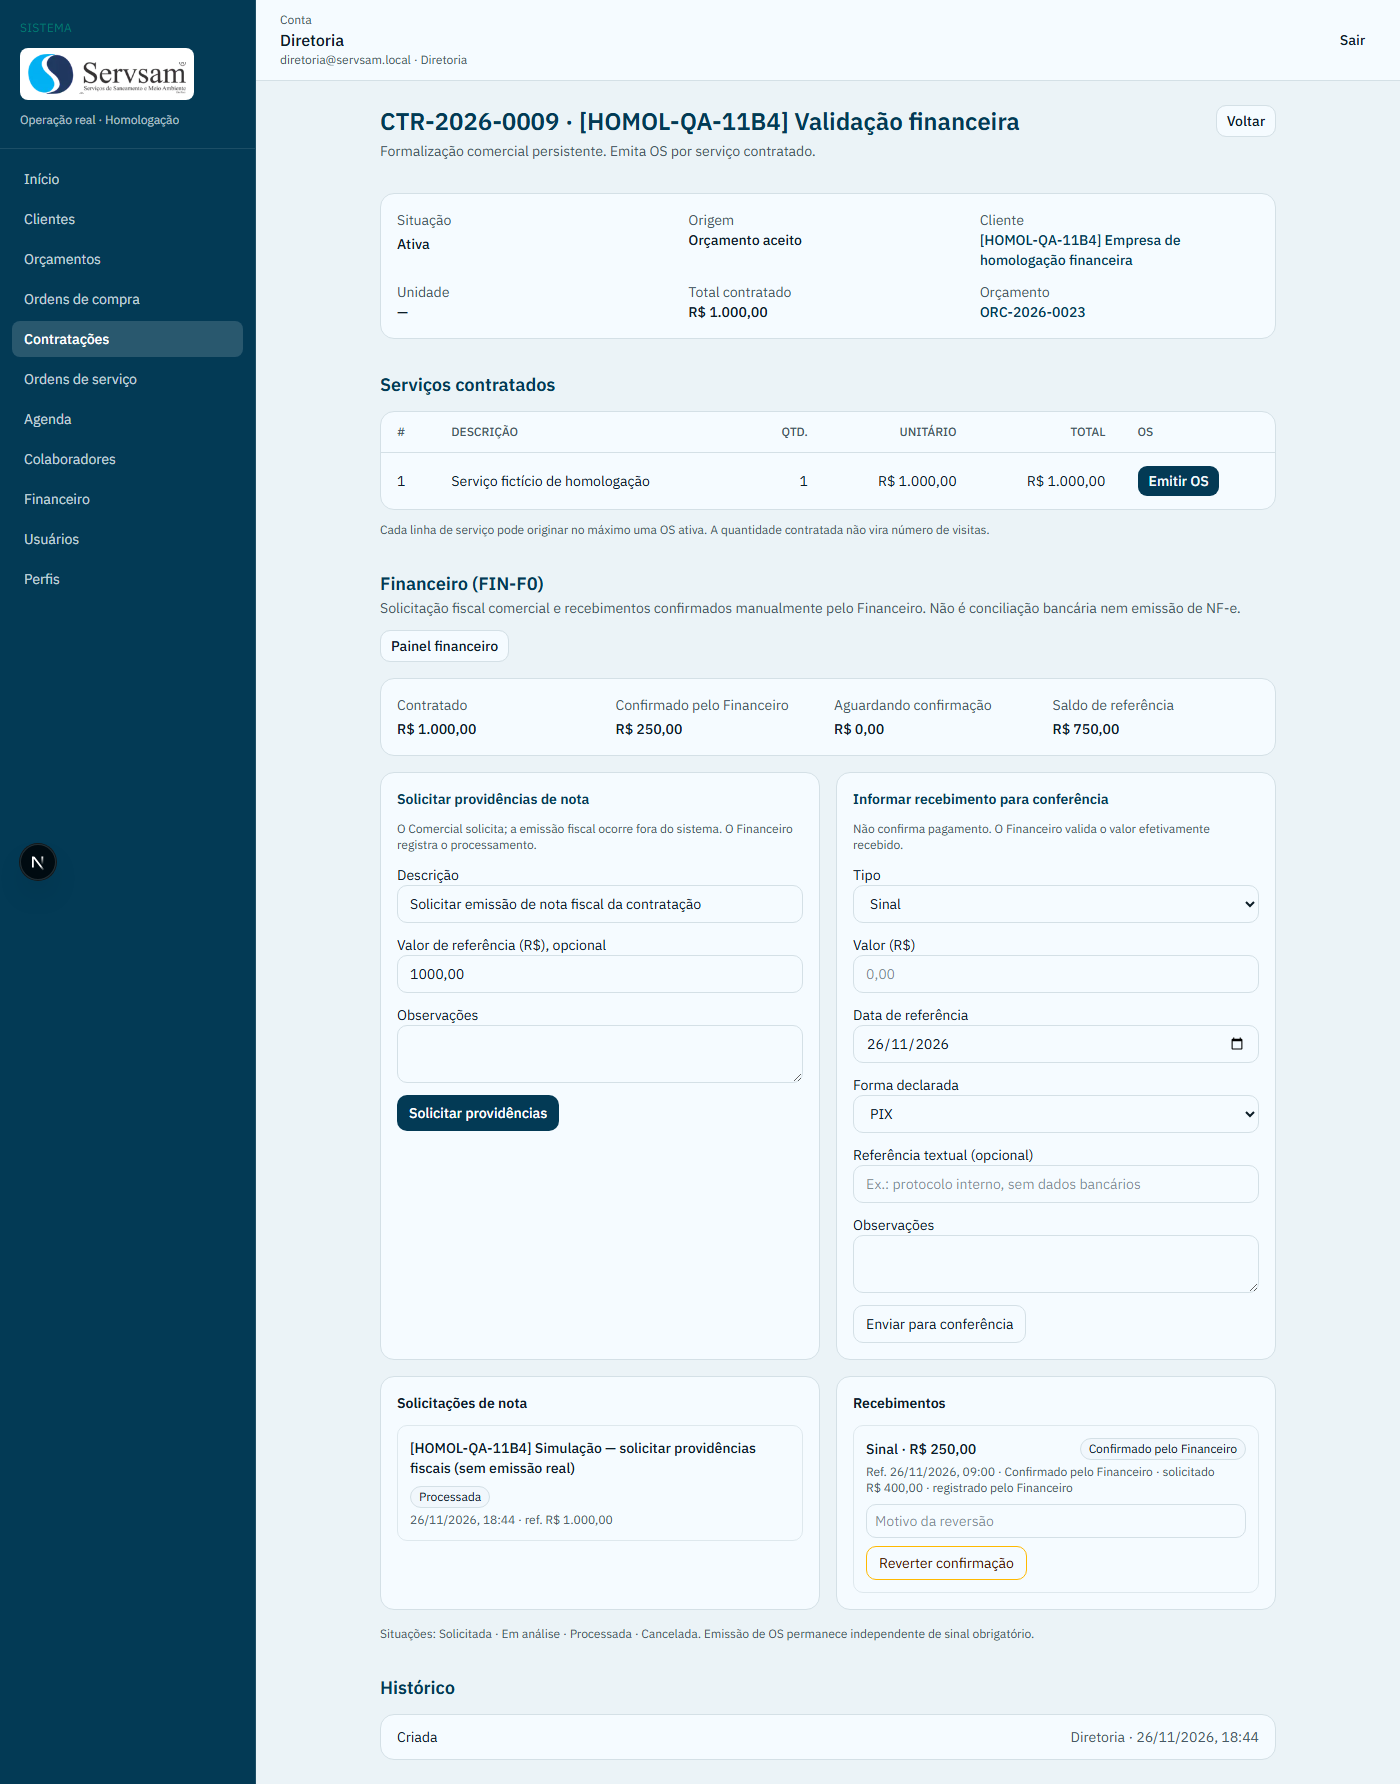 SISTEMA
Servsam
Serviços de Saneamento e Meio Ambiente
Operação real · Homologação
Início
Clientes
Orçamentos
Ordens de compra
Contratações
Ordens de serviço
Agenda
Colaboradores
Financeiro
Usuários
Perfis
Conta
Diretoria
diretoria@servsam.local · Diretoria
Sair
CTR-2026-0009 · [HOMOL-QA-11B4] Validação financeira
Voltar
Formalização comercial persistente. Emita OS por serviço contratado.
Situação
Ativa
Origem
Orçamento aceito
Cliente
[HOMOL-QA-11B4] Empresa de
homologação financeira
Unidade
—
Total contratado
R$ 1.000,00
Orçamento
ORC-2026-0023
Serviços contratados
# DESCRIÇÃO QTD. UNITÁRIO TOTAL OS
1 Serviço fictício de homologação 1 R$ 1.000,00 R$ 1.000,00 Emitir OS
Cada linha de serviço pode originar no máximo uma OS ativa. A quantidade contratada não vira número de visitas.
Financeiro (FIN-F0)
Solicitação fiscal comercial e recebimentos confirmados manualmente pelo Financeiro. Não é conciliação bancária nem emissão de NF-e.
Painel financeiro
Contratado
R$ 1.000,00
Confirmado pelo Financeiro
R$ 250,00
Aguardando confirmação
R$ 0,00
Saldo de referência
R$ 750,00
Solicitar providências de nota
O Comercial solicita; a emissão fiscal ocorre fora do sistema. O Financeiro
registra o processamento.
Descrição
Solicitar emissão de nota fiscal da contratação
Valor de referência (R$), opcional
1000,00
Observações
Solicitar providências
Informar recebimento para conferência
Não confirma pagamento. O Financeiro valida o valor efetivamente
recebido.
Tipo
Sinal
Valor (R$)
0,00
Data de referência
26/11/2026
Forma declarada
PIX
Referência textual (opcional)
Ex.: protocolo interno, sem dados bancários
Observações
Enviar para conferência
Solicitações de nota
[HOMOL-QA-11B4] Simulação — solicitar providências
fiscais (sem emissão real)
Processada
26/11/2026, 18:44 · ref. R$ 1.000,00
Recebimentos
Sinal · R$ 250,00
Confirmado pelo Financeiro
Ref. 26/11/2026, 09:00 · Confirmado pelo Financeiro · solicitado
R$ 400,00 · registrado pelo Financeiro
Motivo da reversão
Reverter confirmação
Situações: Solicitada · Em análise · Processada · Cancelada. Emissão de OS permanece independente de sinal obrigatório.
Histórico
Criada
Diretoria · 26/11/2026, 18:44